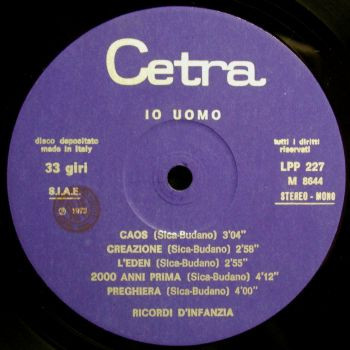 Cetra
IO UOMO
disco depositato
made in Italy
33 giri
S.I.A.E.
℗ 1973
tutti i diritti
riservati
LPP 227
M 8644
STEREO - MONO
CAOS (Sica-Budano) 3'04"
CREAZIONE (Sica-Budano) 2'58"
L'EDEN (Sica-Budano) 2'55"
2000 ANNI PRIMA (Sica-Budano) 4'12"
PREGHIERA (Sica-Budano) 4'00"
RICORDI D'INFANZIA